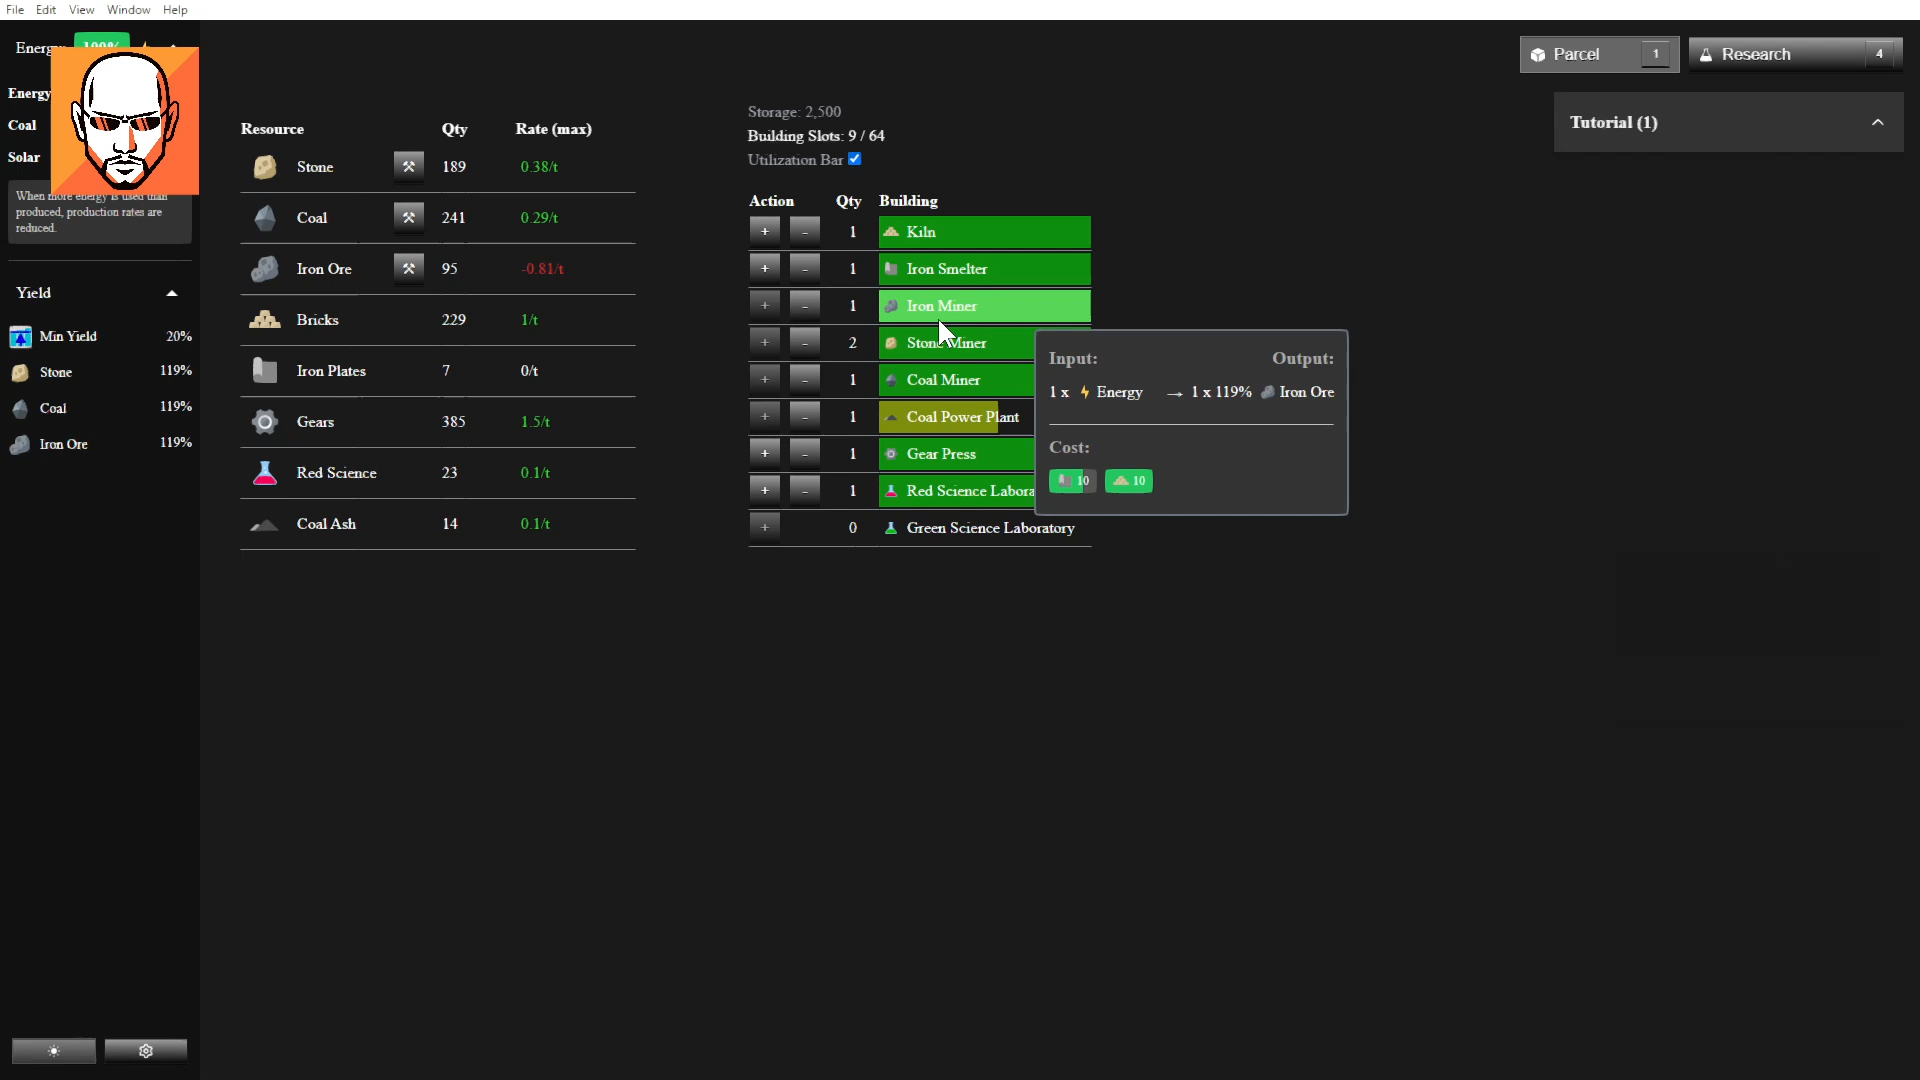 File Edit View Window Help
Energy
Energy
Coal
Solar
When more energy is used than
produced, production rates are
reduced.
Yield
Min Yield 20%
Stone 119%
Coal 119%
Iron Ore 119%
Resource Qty Rate (max)
Stone 189 0.38/t
Coal 241 0.29/t
Iron Ore 95 -0.81/t
Bricks 229 1/t
Iron Plates 7 0/t
Gears 385 1.5/t
Red Science 23 0.1/t
Coal Ash 14 0.1/t
Storage: 2,500
Building Slots: 9 / 64
Utilization Bar
Action Qty Building
+ - 1 Kiln
+ - 1 Iron Smelter
+ - 1 Iron Miner
+ - 2 Stone Miner
+ - 1 Coal Miner
+ - 1 Coal Power Plant
+ - 1 Gear Press
+ - 1 Red Science Labora
+ 0 Green Science Laboratory
Input: Output:
1 x Energy → 1 x 119% Iron Ore
Cost:
10 10
Parcel 1
Research 4
Tutorial (1)